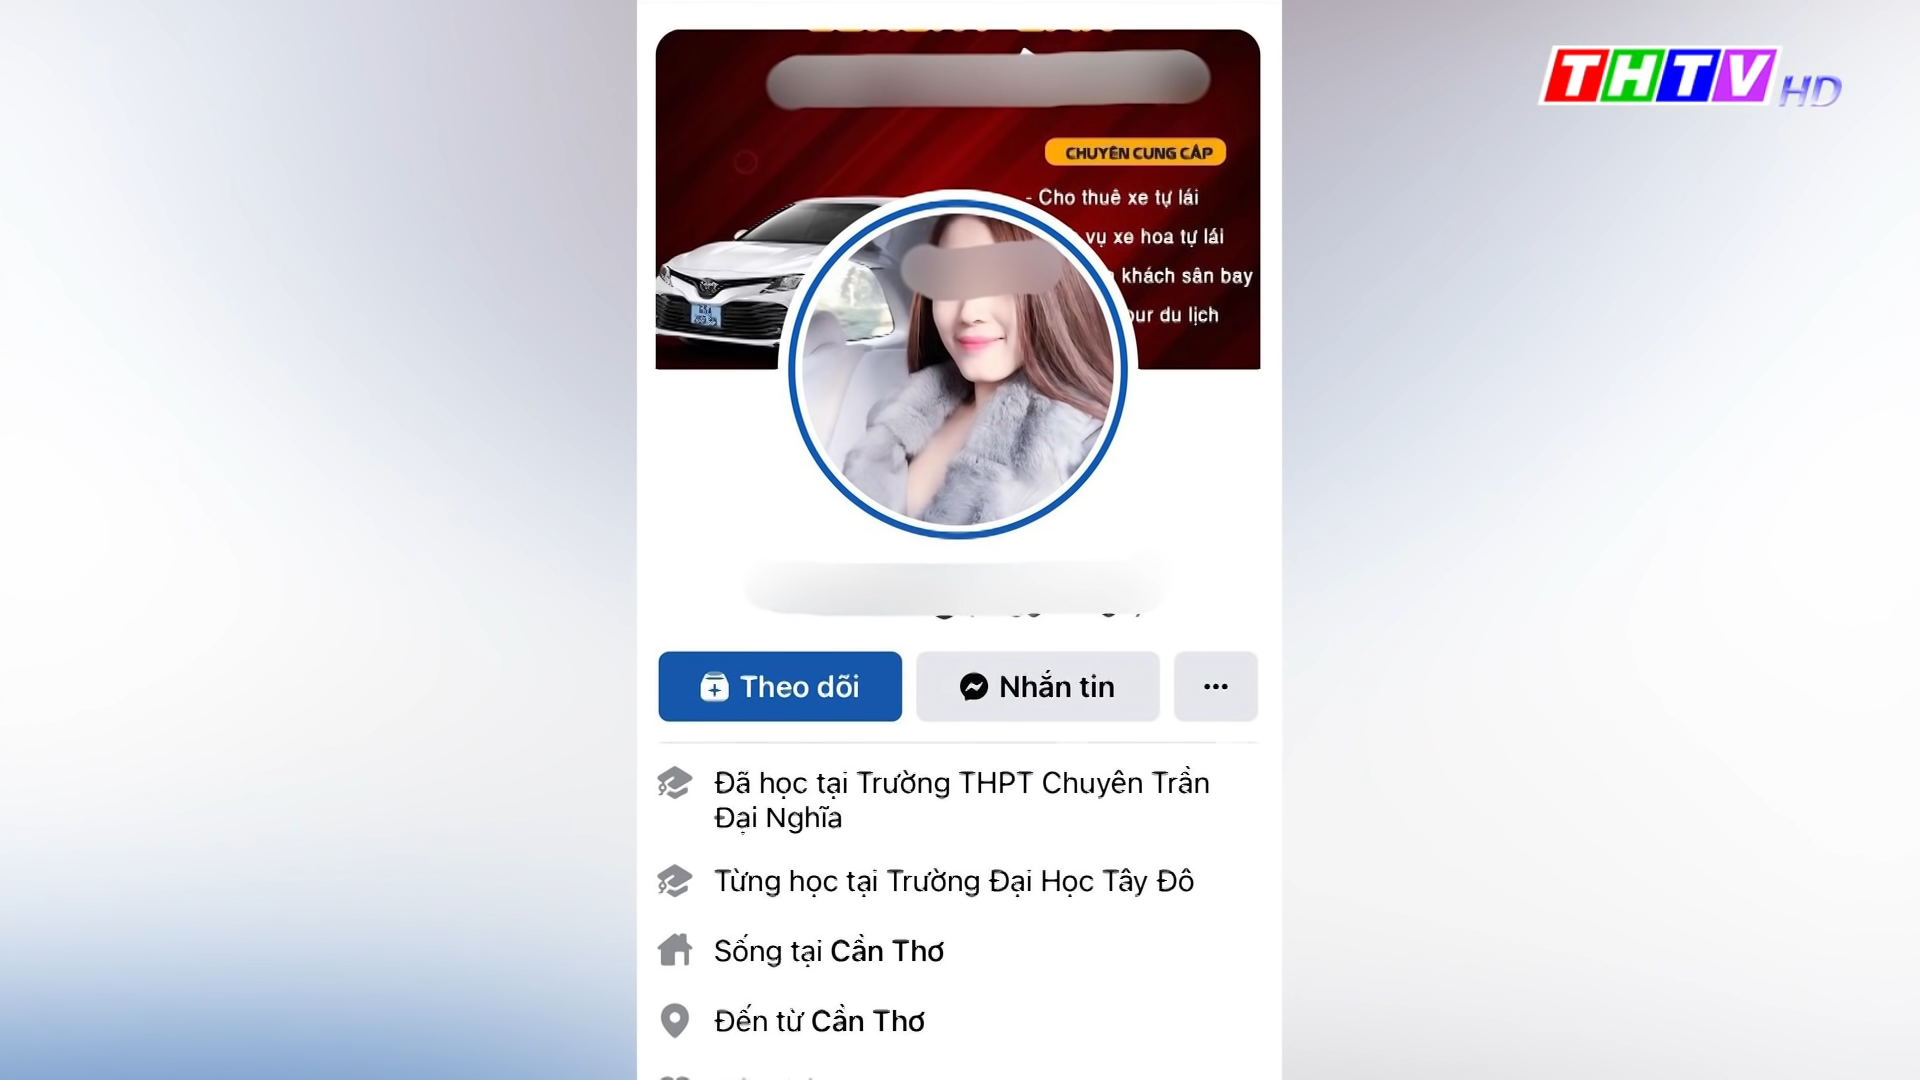 THTV HD
CHUYÊN CUNG CẤP
- Cho thuê xe tự lái
vụ xe hoa tự lái
khách sân bay
du lịch
Theo dõi
Nhắn tin
Đã học tại Trường THPT Chuyên Trần
Đại Nghĩa
Từng học tại Trường Đại Học Tây Đô
Sống tại Cần Thơ
Đến từ Cần Thơ